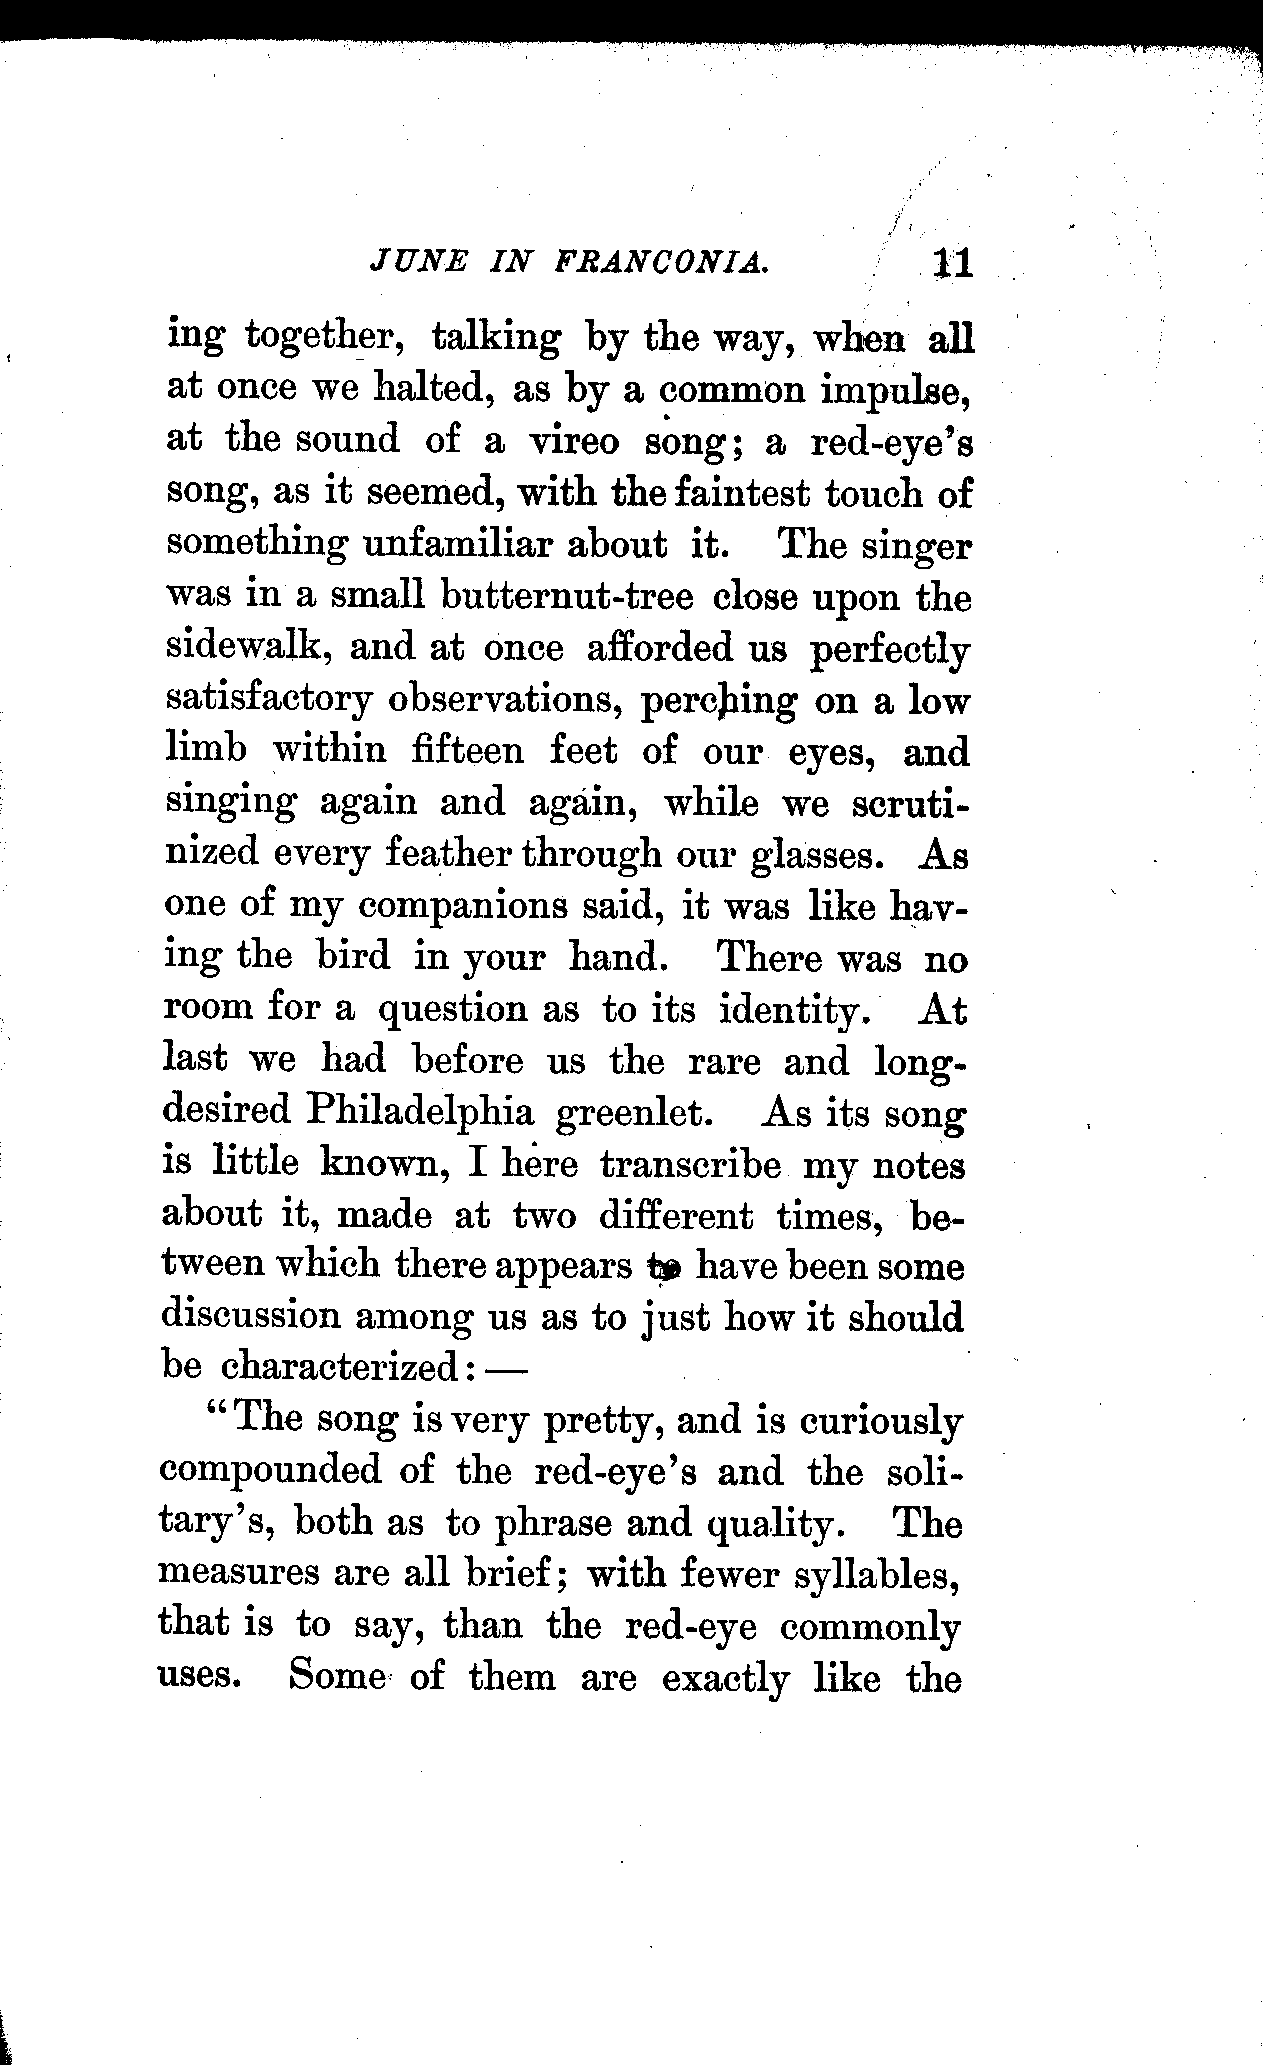 JUNE IN FRANCONIA. 11
ing together, talking by the way, when all
at once we halted, as by a common impulse,
at the sound of a vireo song; a red-eye's
song, as it seemed, with the faintest touch of
something unfamiliar about it. The singer
was in a small butternut-tree close upon the
sidewalk, and at once afforded us perfectly
satisfactory observations, perching on a low
limb within fifteen feet of our eyes, and
singing again and again, while we scruti-
nized every feather through our glasses. As
one of my companions said, it was like hav-
ing the bird in your hand. There was no
room for a question as to its identity. At
last we had before us the rare and long-
desired Philadelphia greenlet. As its song
is little known, I here transcribe my notes
about it, made at two different times, be-
tween which there appears to have been some
discussion among us as to just how it should
be characterized: —
"The song is very pretty, and is curiously
compounded of the red-eye's and the soli-
tary's, both as to phrase and quality. The
measures are all brief; with fewer syllables,
that is to say, than the red-eye commonly
uses. Some of them are exactly like the